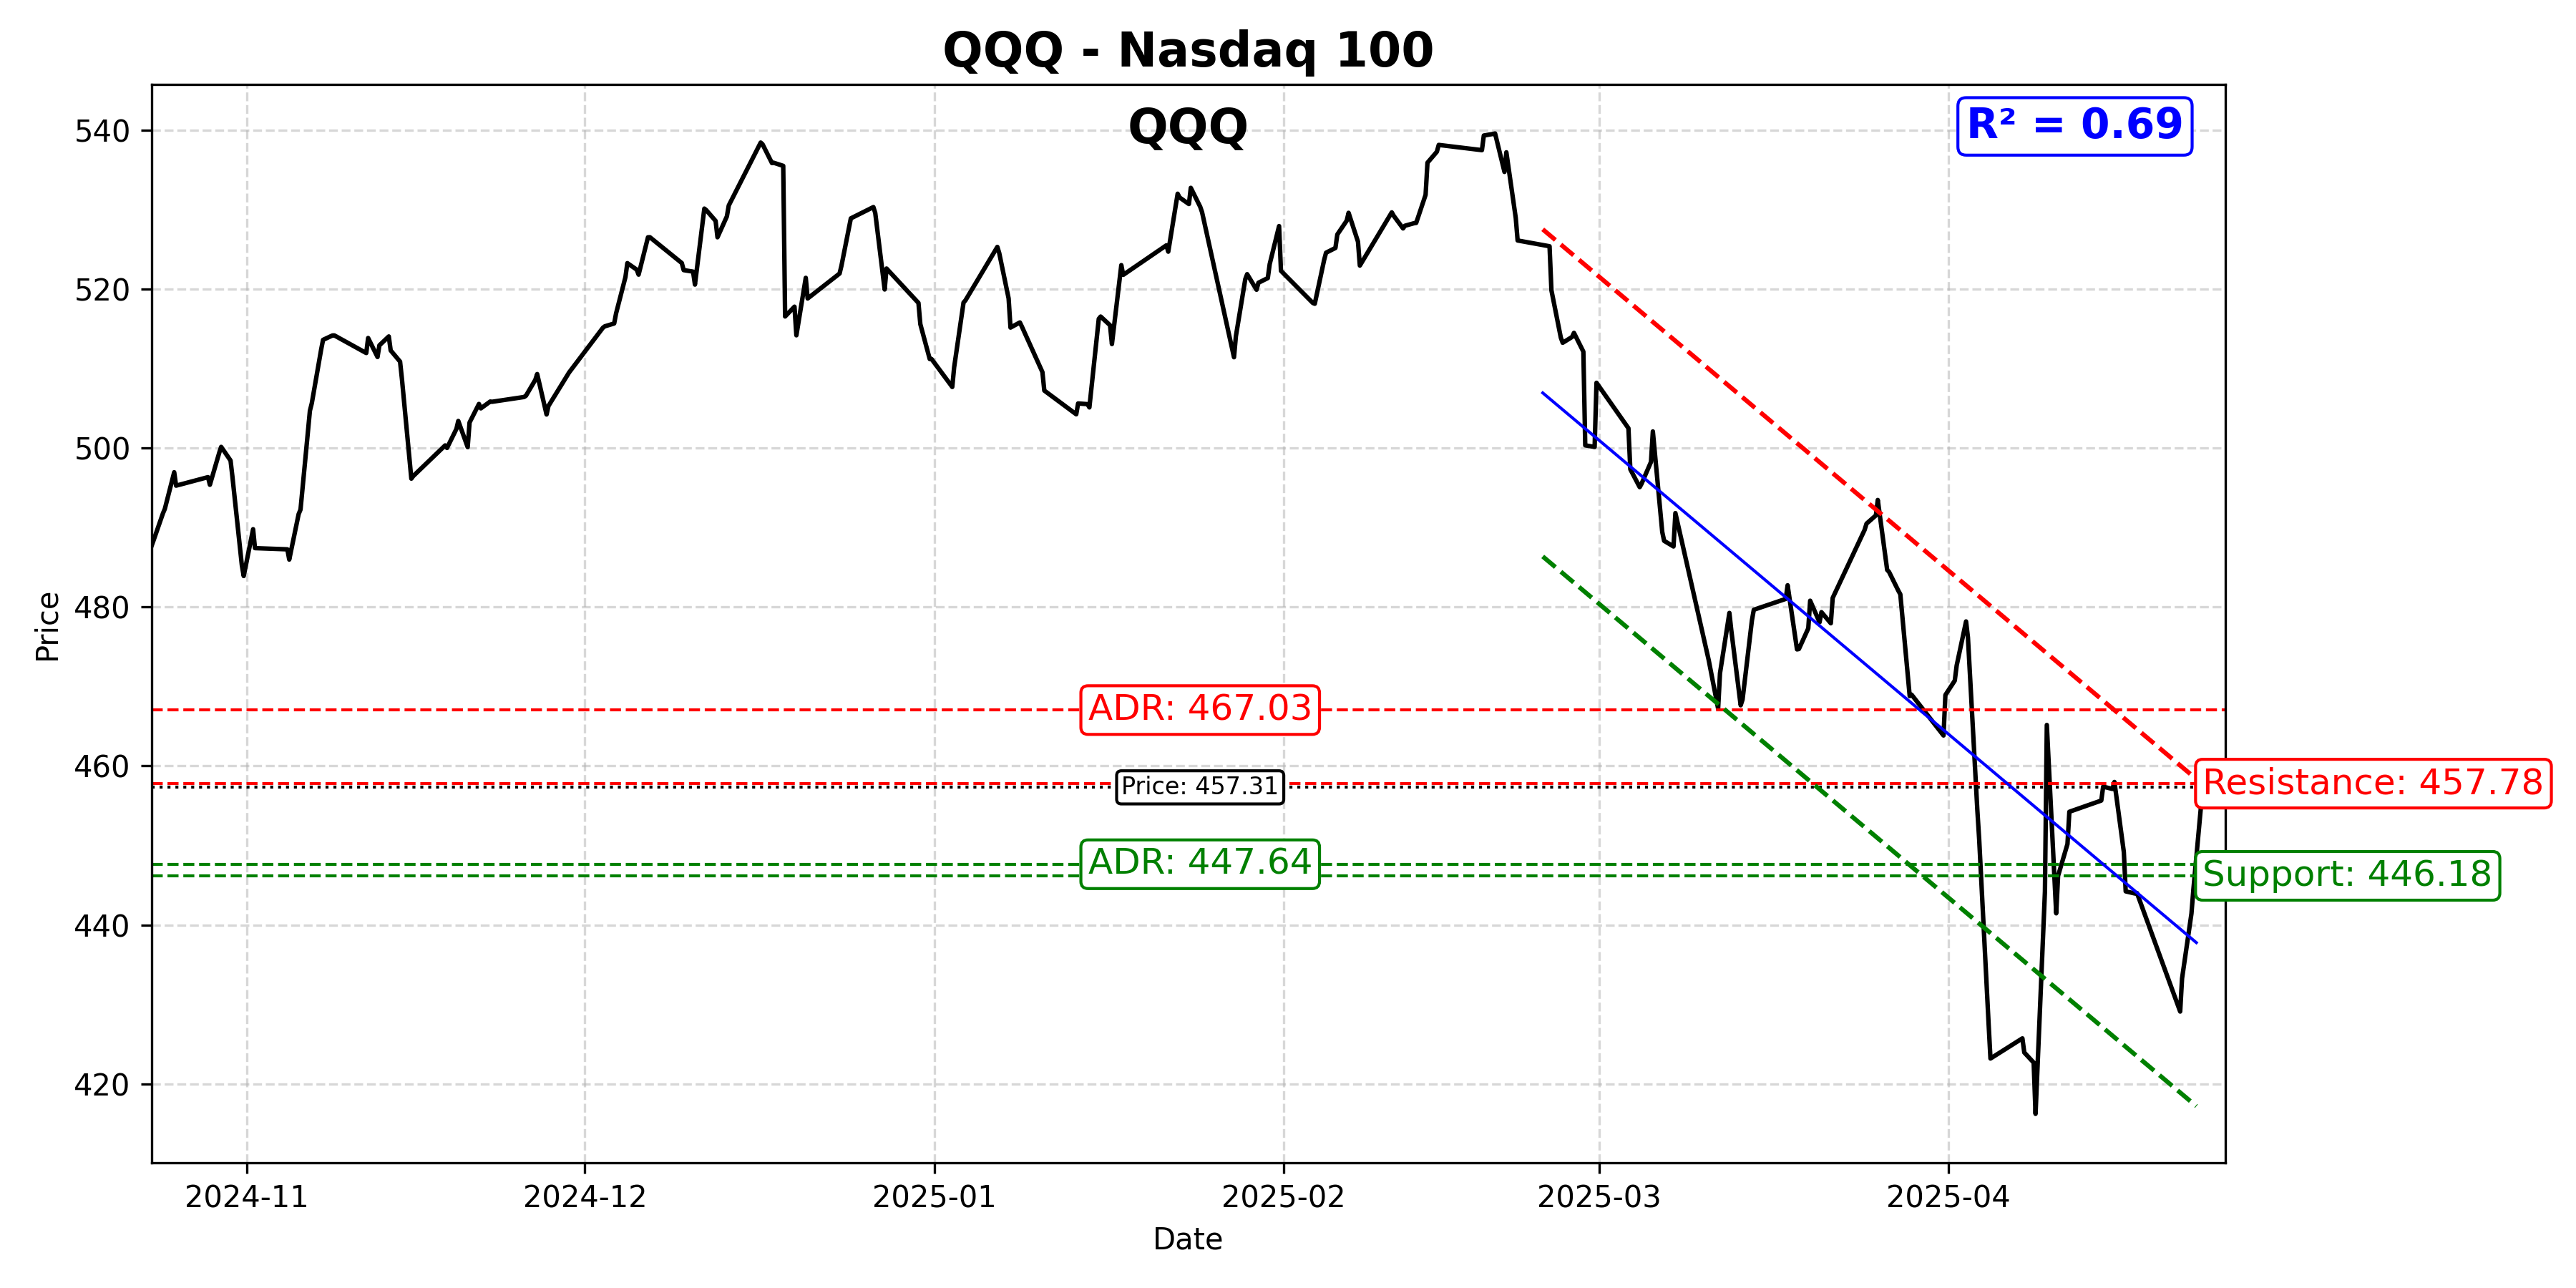 QQQ - Nasdaq 100
QQQ
R² = 0.69
540
520
500
480
460
440
420
Price
ADR: 467.03
Price: 457.31
Resistance: 457.78
ADR: 447.64
Support: 446.18
2024-11
2024-12
2025-01
2025-02
2025-03
2025-04
Date